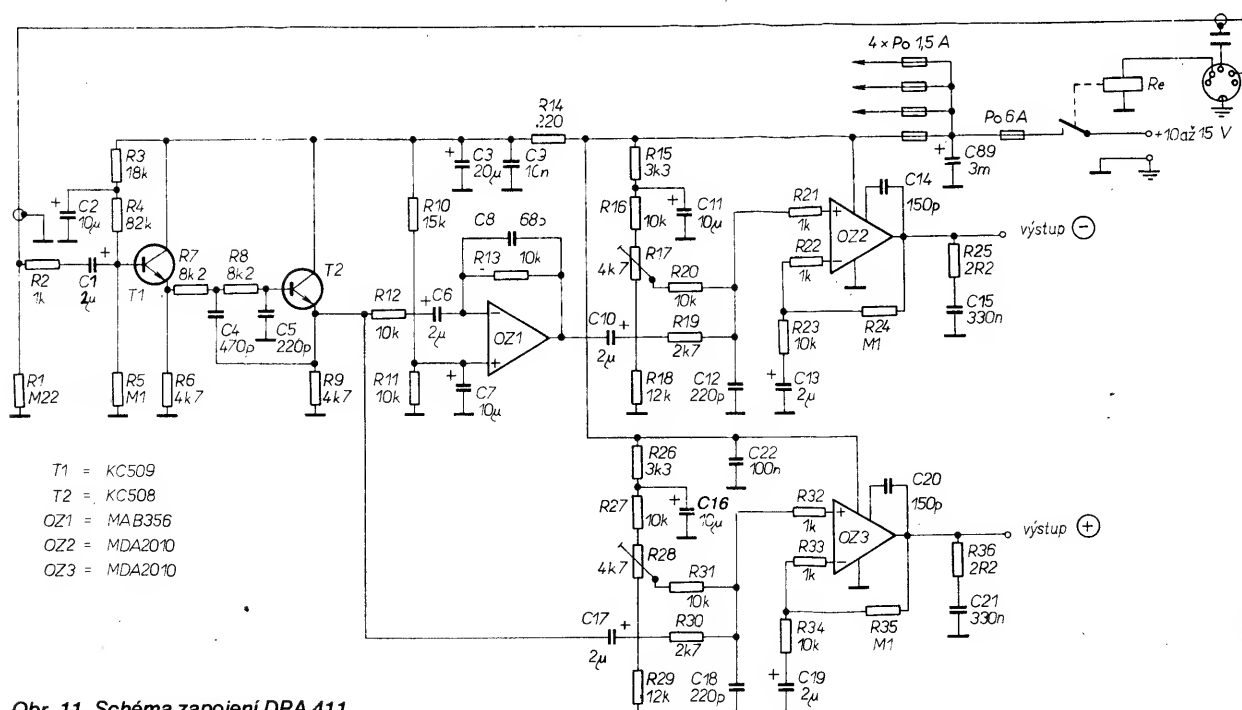 4 × Po 1,5 A
Re
Po 6A
+10 až 15 V
R14
220
R3
18k
C2
10µ
R4
82k
C3
20µ
C9
10n
R15
3k3
C89
3m
R10
15k
C8 68p
R13 10k
R16
10k
C11
10µ
R17
4k7
R21
1k
C14
150p
R22
1k
OZ2
výstup −
R25
2R2
C15
330n
R2
1k
C1
2µ
T1
R7
8k2
R8
8k2
T2
R12
10k
C6
2µ
OZ1
C10
2µ
R20
10k
R19
2k7
R23
10k
R24
M1
C4
470p
C5
220p
R1
M22
R5
M1
R6
4k7
R9
4k7
R11
10k
C7
10µ
R18
12k
C12
220p
C13
2µ
T1 = KC509
T2 = KC508
OZ1 = MAB356
OZ2 = MDA2010
OZ3 = MDA2010
R26
3k3
C22
100n
R27
10k
C16
10µ
R32
1k
C20
150p
R28
4k7
R33
1k
OZ3
výstup +
R31
10k
R36
2R2
C17
2µ
R30
2k7
R34
10k
R35
M1
C21
330n
R29
12k
C18
220p
C19
2µ
Obr. 11. Schéma zapojení DPA 411